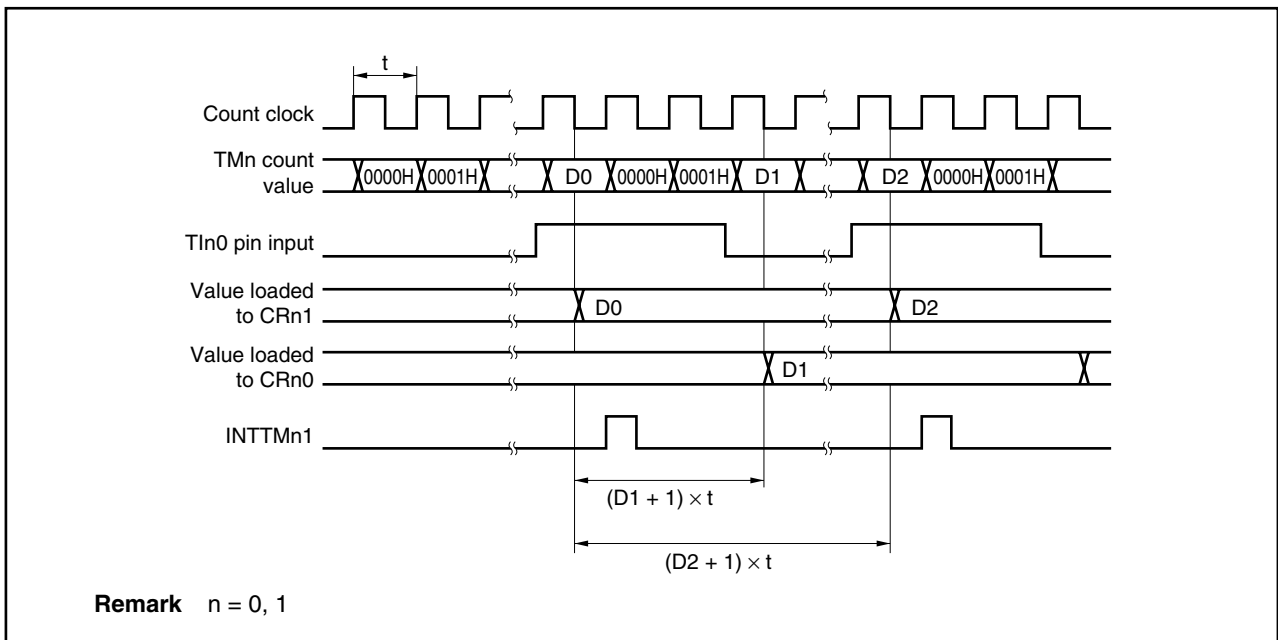 t
Count clock
TMn count
value
0000H 0001H D0 0000H 0001H D1 D2 0000H 0001H
TIn0 pin input
Value loaded
to CRn1
D0 D2
Value loaded
to CRn0
D1
INTTMn1
(D1 + 1) × t
(D2 + 1) × t
Remark n = 0, 1